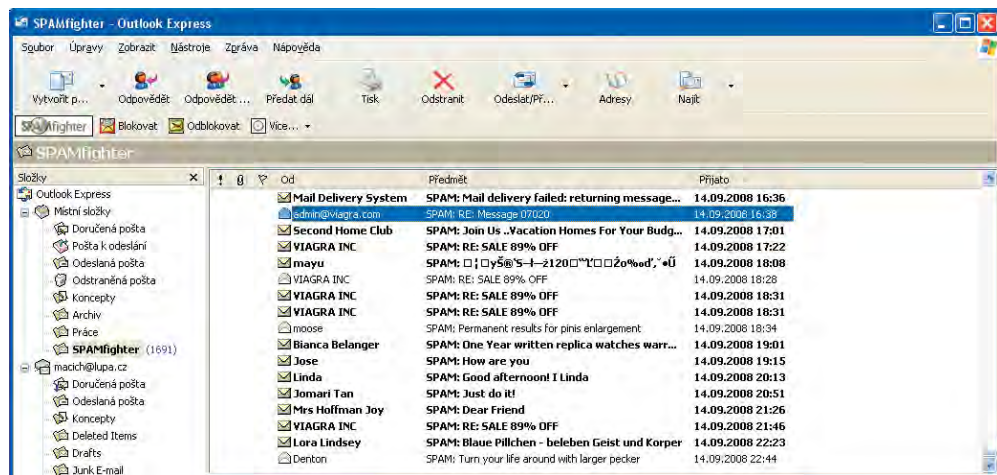 SPAMfighter - Outlook Express
Soubor Úpravy Zobrazit Nástroje Zpráva Nápověda
Vytvořit p... Odpovědět Odpovědět ... Předat dál Tisk Odstranit Odeslat/Př... Adresy Najít
SPAMfighter Blokovat Odblokovat Více...
SPAMfighter
Složky Od Předmět Přijato
Outlook Express
Místní složky
Doručená pošta
Pošta k odeslání
Odeslaná pošta
Odstraněná pošta
Koncepty
Archiv
Práce
SPAMfighter (1691)
macich@lupa.cz
Doručená pošta
Odeslaná pošta
Koncepty
Deleted Items
Drafts
Junk E-mail
Mail Delivery System SPAM: Mail delivery failed: returning message... 14.09.2008 16:36
admin@viagra.com SPAM: RE: Message 07020 14.09.2008 16:38
Second Home Club SPAM: Join Us ..Vacation Homes For Your Budg... 14.09.2008 17:01
VIAGRA INC SPAM: RE: SALE 89% OFF 14.09.2008 17:22
mayu SPAM: 14.09.2008 18:08
VIAGRA INC SPAM: RE: SALE 89% OFF 14.09.2008 18:28
VIAGRA INC SPAM: RE: SALE 89% OFF 14.09.2008 18:31
VIAGRA INC SPAM: RE: SALE 89% OFF 14.09.2008 18:31
moose SPAM: Permanent results for pinis enlargement 14.09.2008 18:34
Bianca Belanger SPAM: One Year written replica watches warr... 14.09.2008 19:01
Jose SPAM: How are you 14.09.2008 19:15
Linda SPAM: Good afternoon! I Linda 14.09.2008 20:13
Jomari Tan SPAM: Just do it! 14.09.2008 20:51
Mrs Hoffman Joy SPAM: Dear Friend 14.09.2008 21:26
VIAGRA INC SPAM: RE: SALE 89% OFF 14.09.2008 21:46
Lora Lindsey SPAM: Blaue Pillchen - beleben Geist und Korper 14.09.2008 22:23
Denton SPAM: Turn your life around with larger pecker 14.09.2008 22:44